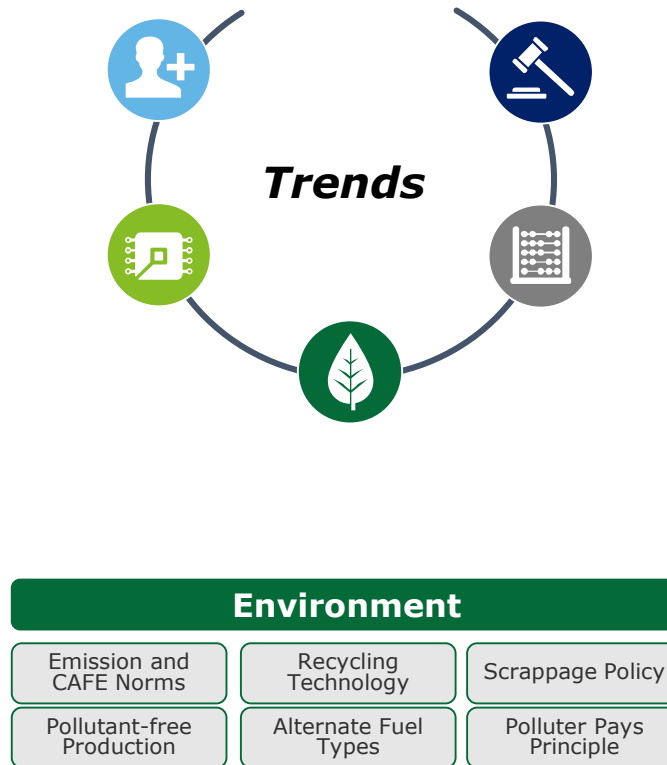 Trends
Environment
Emission and
CAFE Norms
Recycling
Technology
Scrappage Policy
Pollutant-free
Production
Alternate Fuel
Types
Polluter Pays
Principle